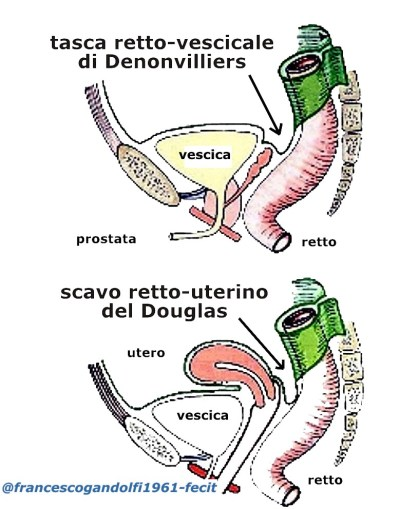 tasca retto-vescicale
di Denonvilliers
vescica
prostata
retto
scavo retto-uterino
del Douglas
utero
vescica
retto
@francescogandolfi1961-fecit